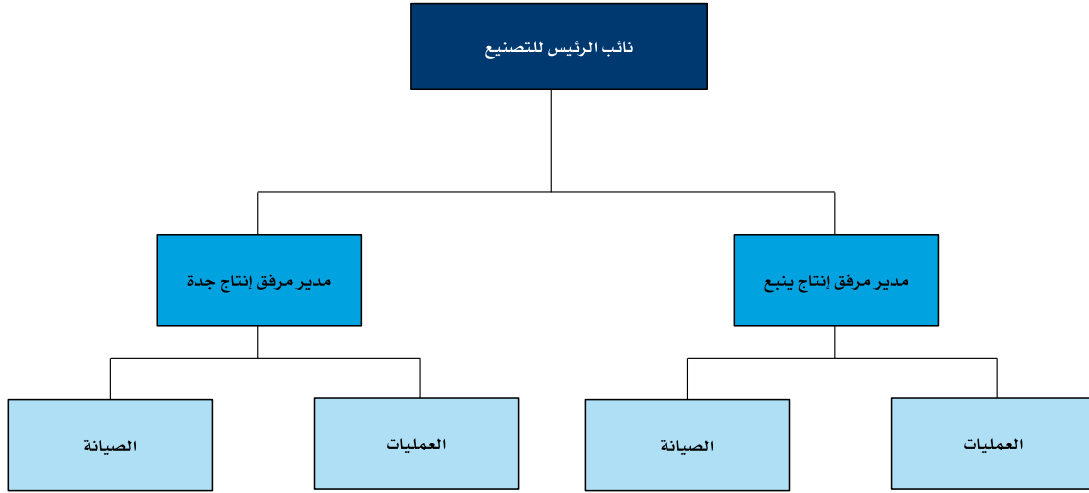 نائب الرئيس للتصنيع
مدير مرفق إنتاج ينبع
مدير مرفق إنتاج جدة
العمليات
الصيانة
العمليات
الصيانة